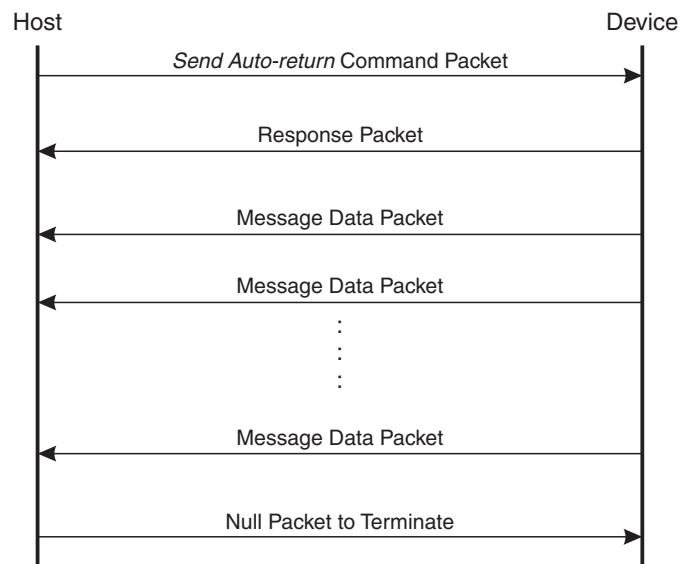 Host
Device
Send Auto-return Command Packet
Response Packet
Message Data Packet
Message Data Packet
Message Data Packet
Null Packet to Terminate